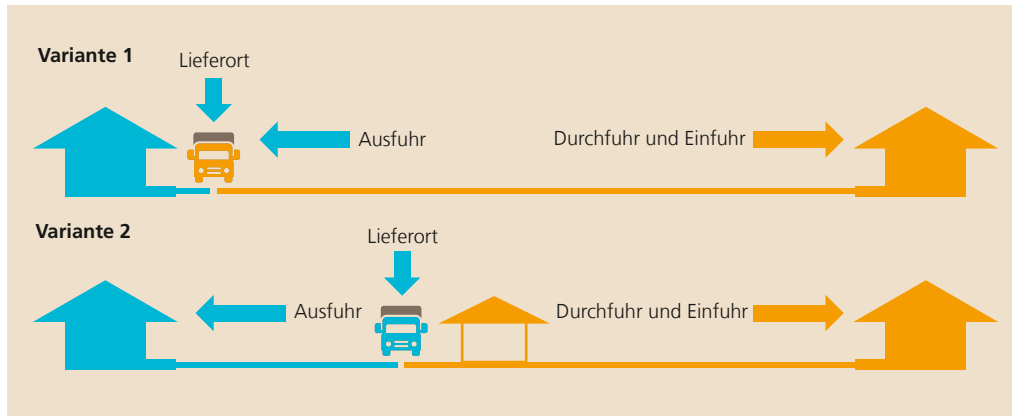 Variante 1
Lieferort
Ausfuhr
Durchfuhr und Einfuhr
Variante 2
Lieferort
Ausfuhr
Durchfuhr und Einfuhr